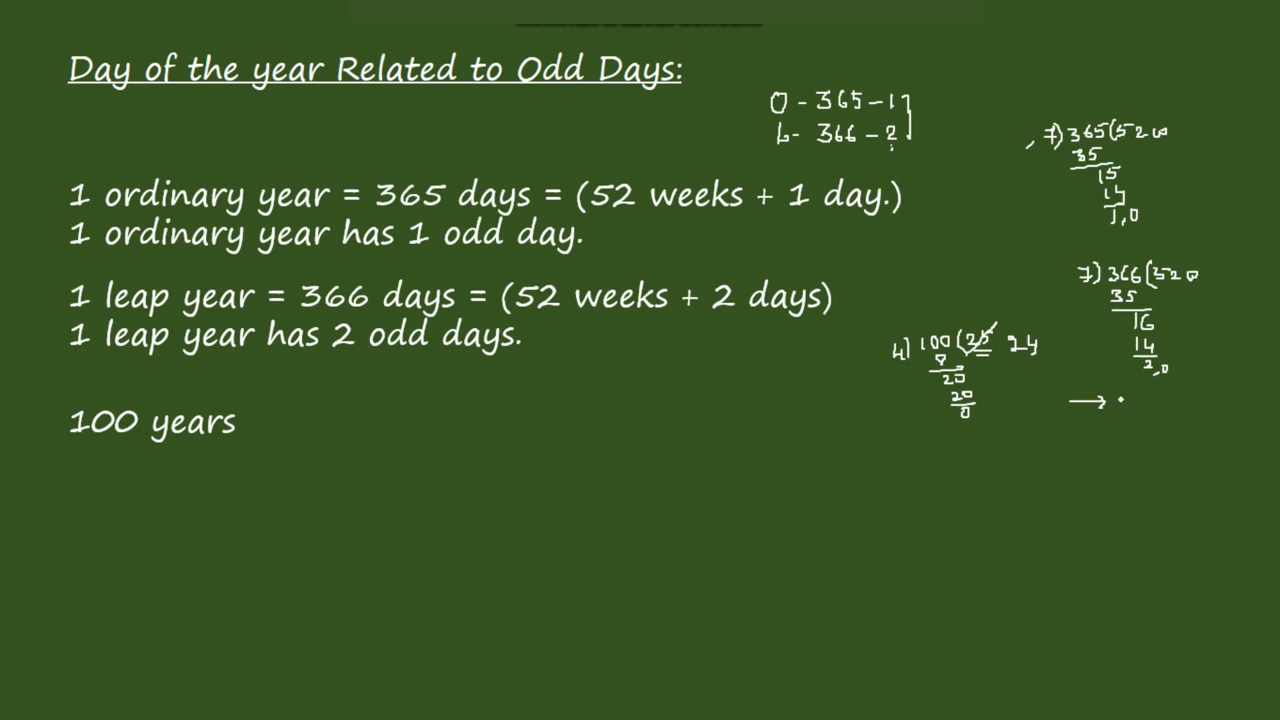 Day of the year Related to Odd Days:
0 - 365 - 1
L - 366 - 2
1 ordinary year = 365 days = (52 weeks + 1 day.)
1 ordinary year has 1 odd day.
1 leap year = 366 days = (52 weeks + 2 days)
1 leap year has 2 odd days.
100 years
7) 365 (52 w
35
15
14
1,0
7) 366 (52 w
35
16
14
2,0
4) 100 (25 24
8
20
20
0
→